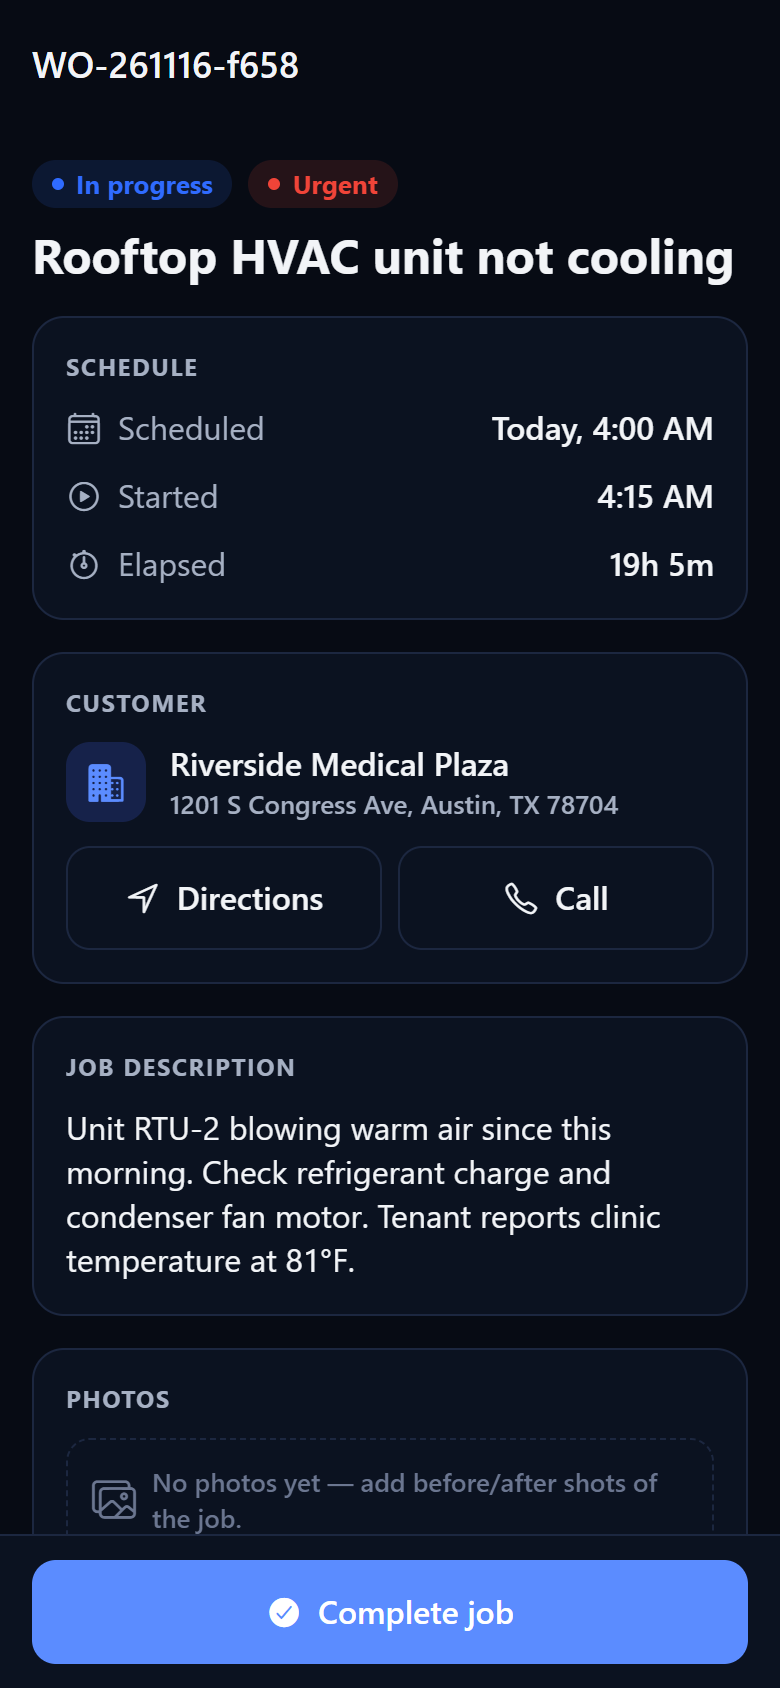 WO-261116-f658
In progress
Urgent
Rooftop HVAC unit not cooling
SCHEDULE
Scheduled
Today, 4:00 AM
Started
4:15 AM
Elapsed
19h 5m
CUSTOMER
Riverside Medical Plaza
1201 S Congress Ave, Austin, TX 78704
Directions
Call
JOB DESCRIPTION
Unit RTU-2 blowing warm air since this
morning. Check refrigerant charge and
condenser fan motor. Tenant reports clinic
temperature at 81°F.
PHOTOS
No photos yet — add before/after shots of
the job.
Complete job